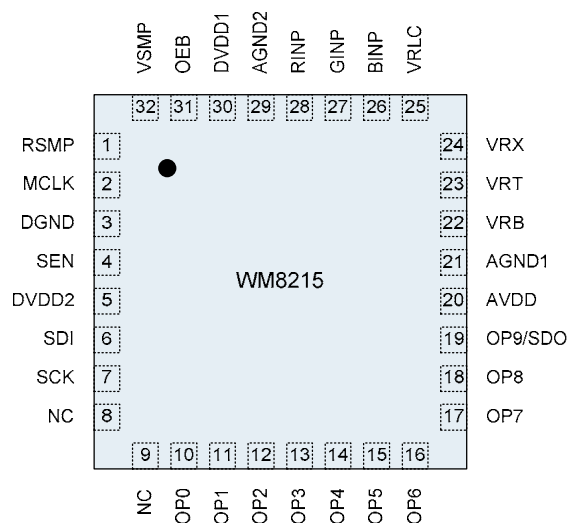 VSMP OEB DVDD1 AGND2 RINP GINP BINP VRLC
32 31 30 29 28 27 26 25
RSMP 1 24 VRX
MCLK 2 23 VRT
DGND 3 22 VRB
SEN 4 21 AGND1
WM8215
DVDD2 5 20 AVDD
SDI 6 19 OP9/SDO
SCK 7 18 OP8
NC 8 17 OP7
9 10 11 12 13 14 15 16
NC OP0 OP1 OP2 OP3 OP4 OP5 OP6